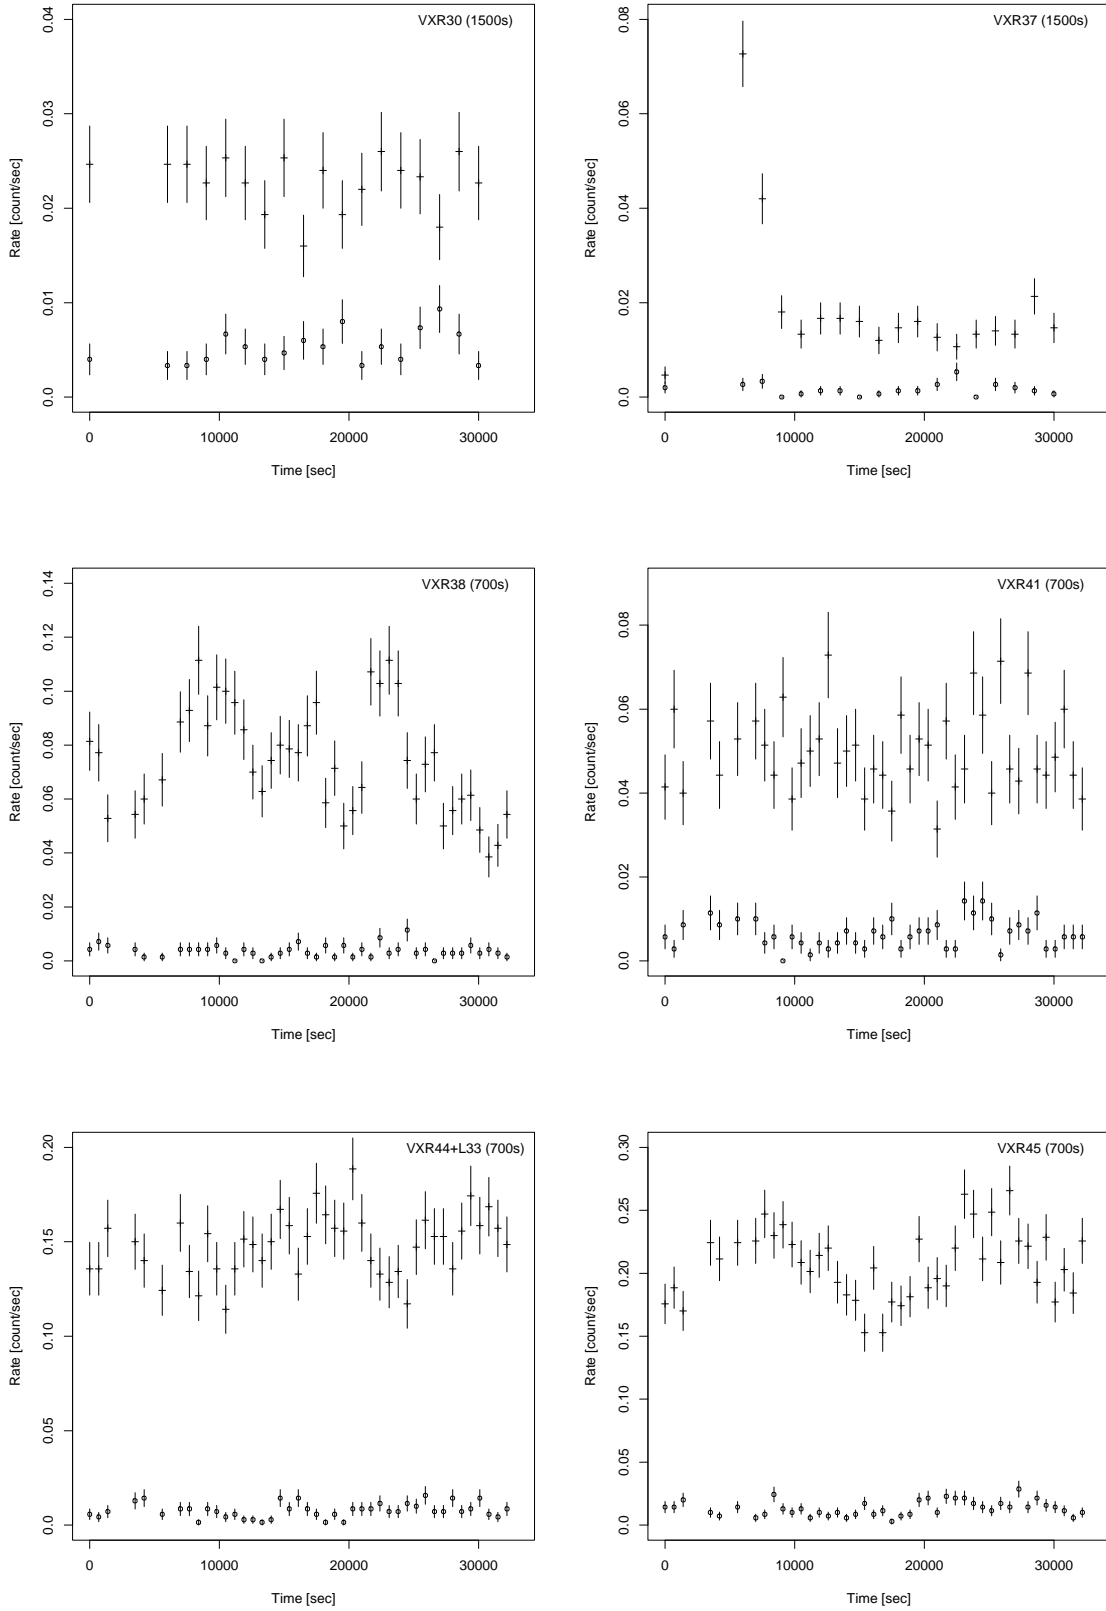 VXR30 (1500s)
0.04
0.03
0.02
0.01
0.0
Rate [count/sec]
0 10000 20000 30000
Time [sec]
VXR37 (1500s)
0.08
0.06
0.04
0.02
0.0
Rate [count/sec]
0 10000 20000 30000
Time [sec]
VXR38 (700s)
0.14
0.12
0.10
0.08
0.06
0.04
0.02
0.0
Rate [count/sec]
0 10000 20000 30000
Time [sec]
VXR41 (700s)
0.08
0.06
0.04
0.02
0.0
Rate [count/sec]
0 10000 20000 30000
Time [sec]
VXR44+L33 (700s)
0.20
0.15
0.10
0.05
0.0
Rate [count/sec]
0 10000 20000 30000
Time [sec]
VXR45 (700s)
0.30
0.25
0.20
0.15
0.10
0.05
0.0
Rate [count/sec]
0 10000 20000 30000
Time [sec]